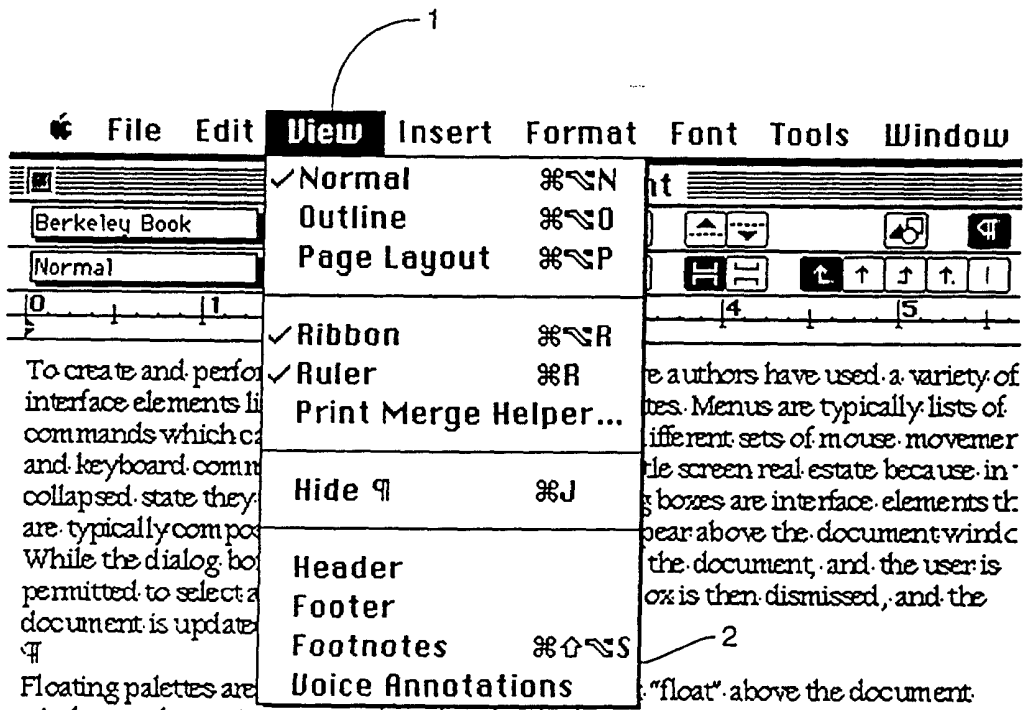 1
File Edit View Insert Format Font Tools Window
✓Normal ⌘⌥N
Outline ⌘⌥O
Page Layout ⌘⌥P
✓Ribbon ⌘⌥R
✓Ruler ⌘R
Print Merge Helper...
Hide ¶ ⌘J
Header
Footer
Footnotes ⌘⇧⌥S
Voice Annotations
2
nt
Berkeley Book ¶
Normal
0 1 4 5
To create and perfor e authors have used a variety of
interface elements li tes. Menus are typically lists of
commands which ca ifferent sets of mouse movemer
and keyboard comm tle screen real estate because in
collapsed state they g boxes are interface elements th
are typically compos pear above the document windc
While the dialog bo the document, and the user is
permitted to select a ox is then dismissed, and the
document is update
¶
Floating palettes are "float" above the document